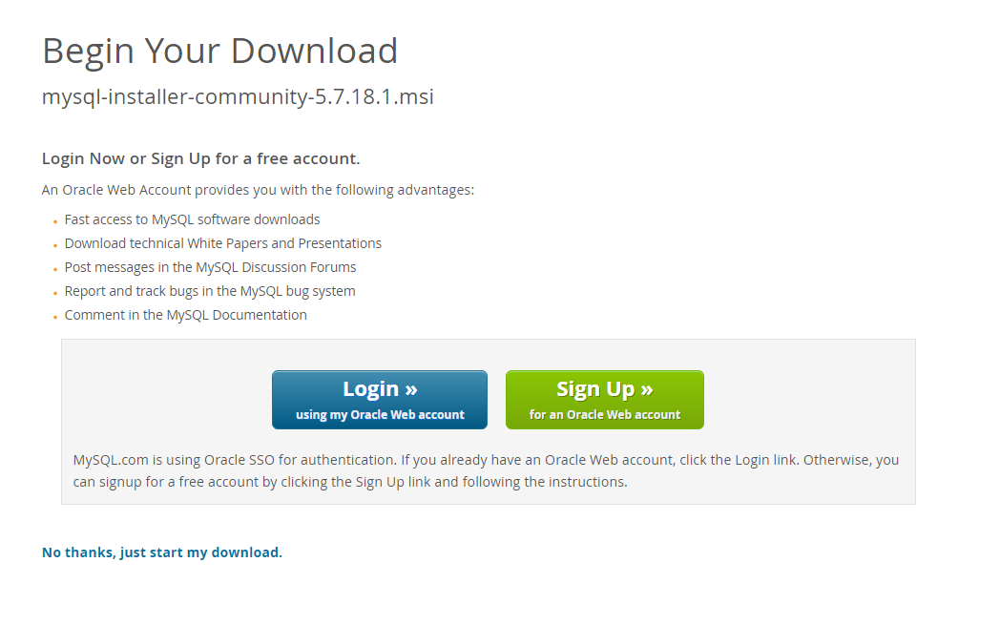 Begin Your Download
mysql-installer-community-5.7.18.1.msi
Login Now or Sign Up for a free account.
An Oracle Web Account provides you with the following advantages:
Fast access to MySQL software downloads
Download technical White Papers and Presentations
Post messages in the MySQL Discussion Forums
Report and track bugs in the MySQL bug system
Comment in the MySQL Documentation
Login »
using my Oracle Web account
Sign Up »
for an Oracle Web account
MySQL.com is using Oracle SSO for authentication. If you already have an Oracle Web account, click the Login link. Otherwise, you
can signup for a free account by clicking the Sign Up link and following the instructions.
No thanks, just start my download.